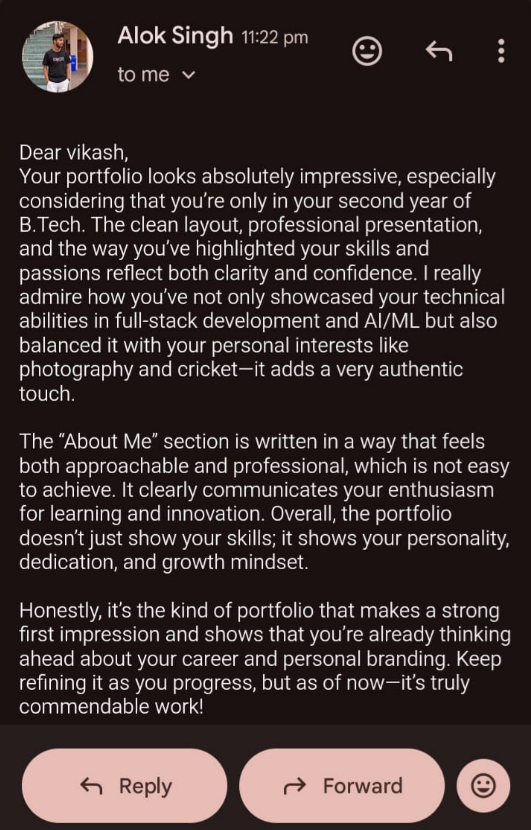 Alok Singh 11:22 pm
to me
Dear vikash,
Your portfolio looks absolutely impressive, especially
considering that you're only in your second year of
B.Tech. The clean layout, professional presentation,
and the way you've highlighted your skills and
passions reflect both clarity and confidence. I really
admire how you've not only showcased your technical
abilities in full-stack development and AI/ML but also
balanced it with your personal interests like
photography and cricket—it adds a very authentic
touch.
The “About Me” section is written in a way that feels
both approachable and professional, which is not easy
to achieve. It clearly communicates your enthusiasm
for learning and innovation. Overall, the portfolio
doesn't just show your skills; it shows your personality,
dedication, and growth mindset.
Honestly, it's the kind of portfolio that makes a strong
first impression and shows that you're already thinking
ahead about your career and personal branding. Keep
refining it as you progress, but as of now—it's truly
commendable work!
Reply
Forward